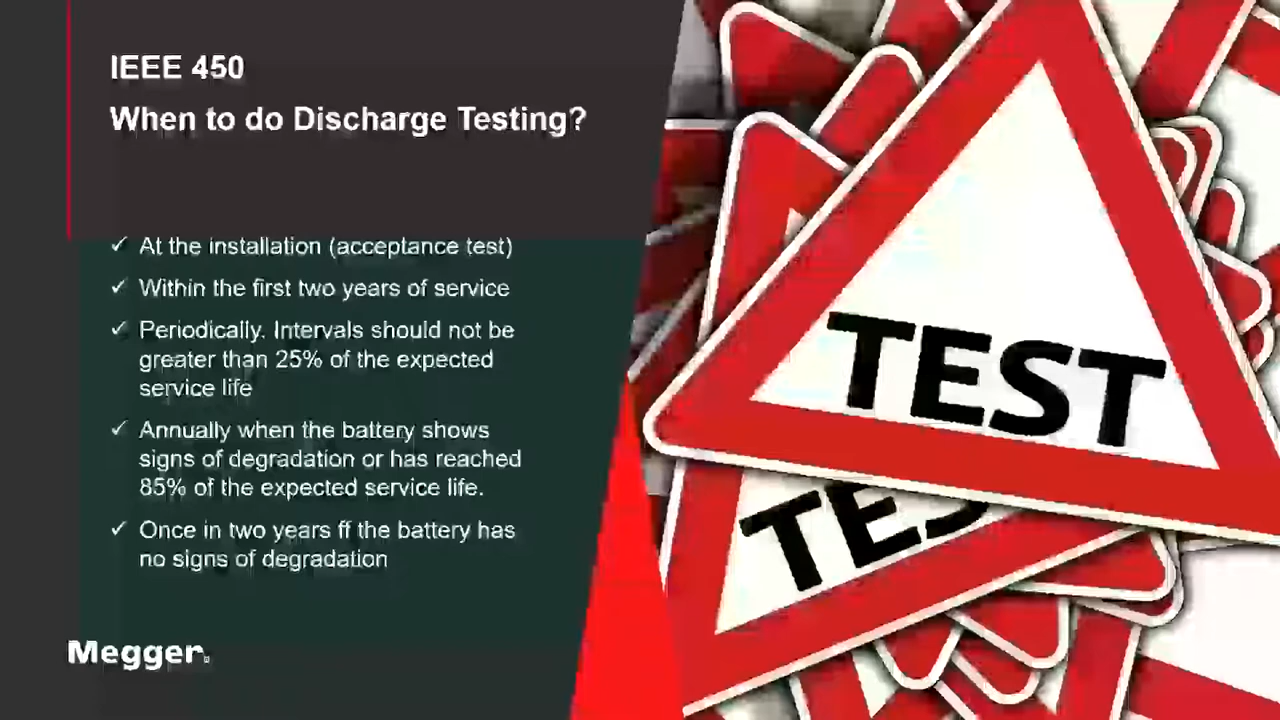 IEEE 450
When to do Discharge Testing?
✓ At the installation (acceptance test)
✓ Within the first two years of service
✓ Periodically. Intervals should not be
greater than 25% of the expected
service life
✓ Annually when the battery shows
signs of degradation or has reached
85% of the expected service life.
✓ Once in two years ff the battery has
no signs of degradation
Megger.
TEST
TES